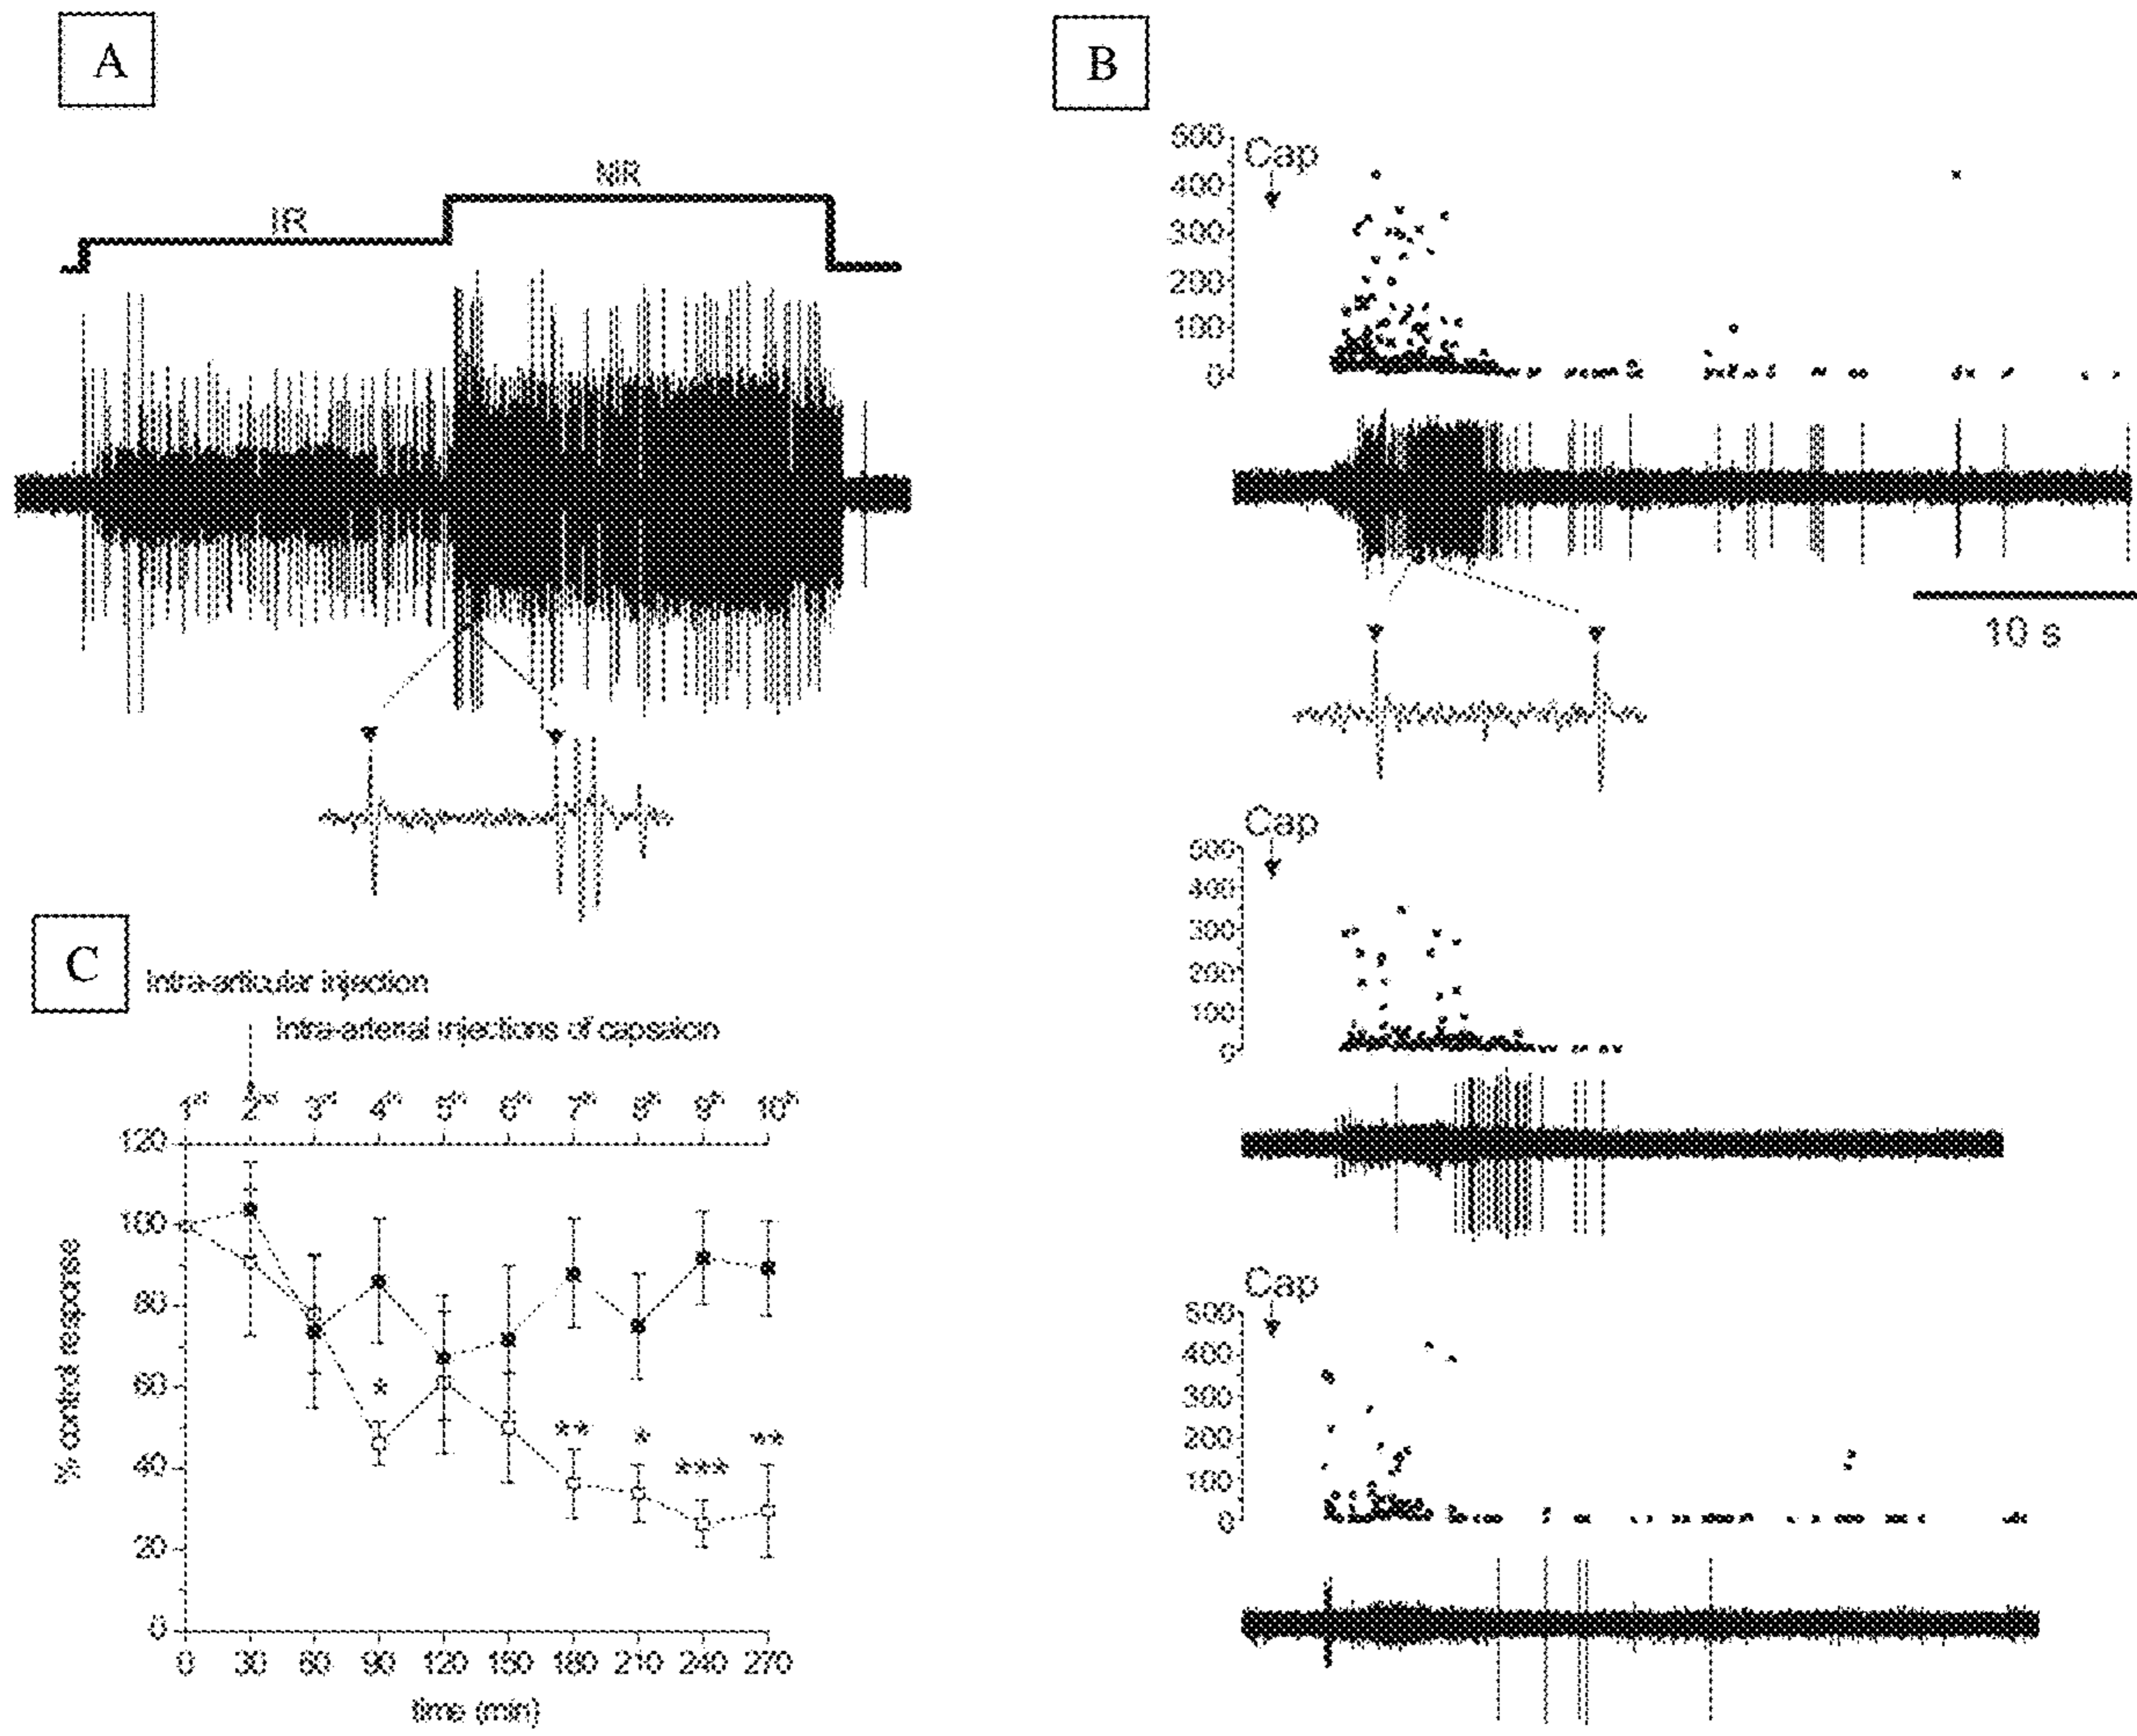 A
NIR
IR
B
500
Cap
400
300
200
100
0
10 s
Cap
500
400
300
200
100
0
Cap
500
400
300
200
100
0
C
Intra-articular injection
Intra-arterial injections of capsaicin
1st 2nd 3rd 4th 5th 6th 7th 8th 9th 10th
120
100
80
60
40
20
0
% control response
*
** * *** **
0 30 60 90 120 150 180 210 240 270
time (min)